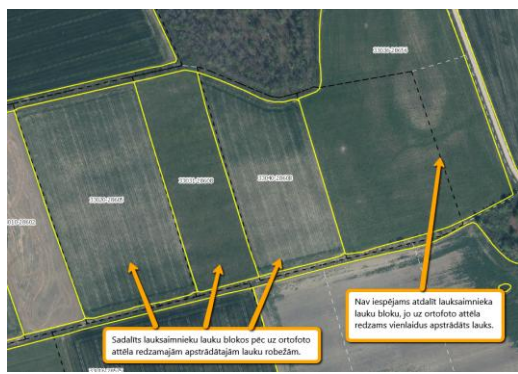 Sadalīts lauksaimnieku lauku blokos pēc uz ortofoto
attēla redzamajām apstrādātajām lauku robežām.
Nav iespējams atdalīt lauksaimnieka
lauku bloku, jo uz ortofoto attēla
redzams vienlaidus apstrādāts lauks.